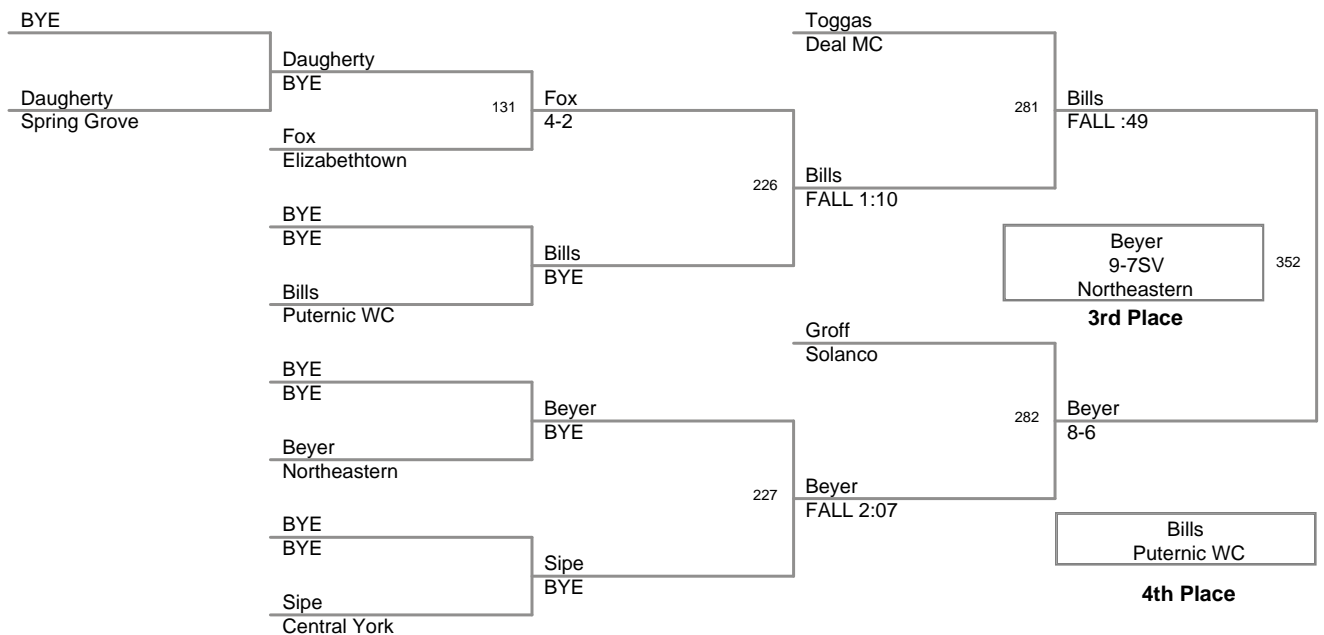 BYE
Daugherty
Spring Grove
Daugherty
BYE
131
Fox
Elizabethtown
BYE
BYE
Bills
Puternic WC
BYE
BYE
Beyer
Northeastern
BYE
BYE
Sipe
Central York
Fox
4-2
226
Bills
BYE
Beyer
BYE
227
Sipe
BYE
Toggas
Deal MC
281
Bills
FALL 1:10
Groff
Solanco
282
Beyer
FALL 2:07
Bills
FALL :49
Beyer
9-7SV
Northeastern
352
3rd Place
Beyer
8-6
Bills
Puternic WC
4th Place